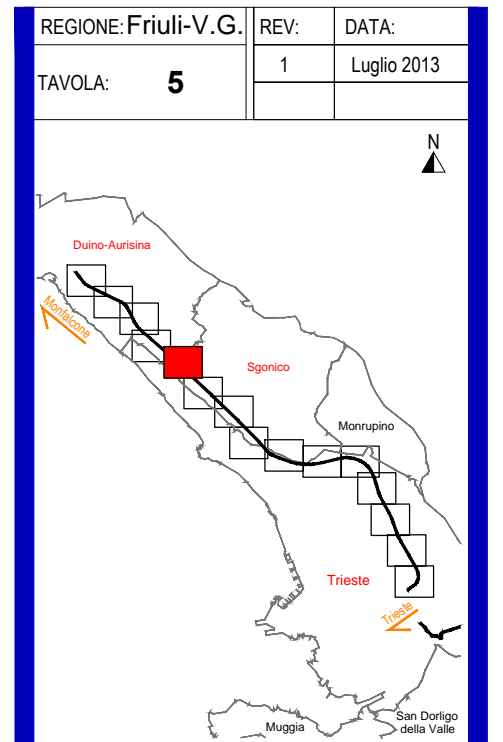 REGIONE: Friuli-V.G.
REV:
DATA:
TAVOLA: 5
1
Luglio 2013
N
Duino-Aurisina
Monfalcone
Sgonico
Monrupino
Trieste
Trieste
Muggia
San Dorligo
della Valle